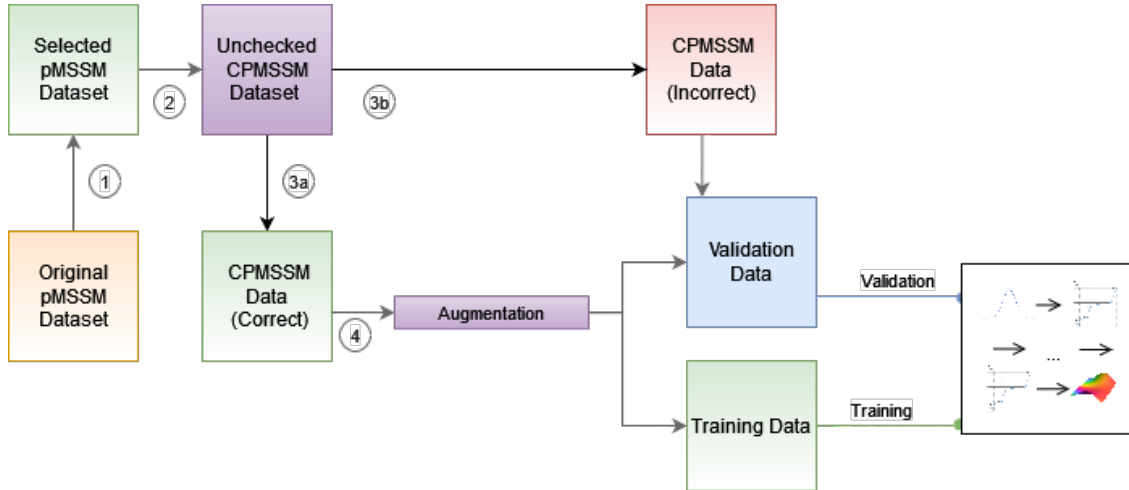 Selected
pMSSM
Dataset
2
Unchecked
CPMSSM
Dataset
3b
CPMSSM
Data
(Incorrect)
1
3a
Original
pMSSM
Dataset
CPMSSM
Data
(Correct)
4
Augmentation
Validation
Data
Validation
...
Training Data
Training